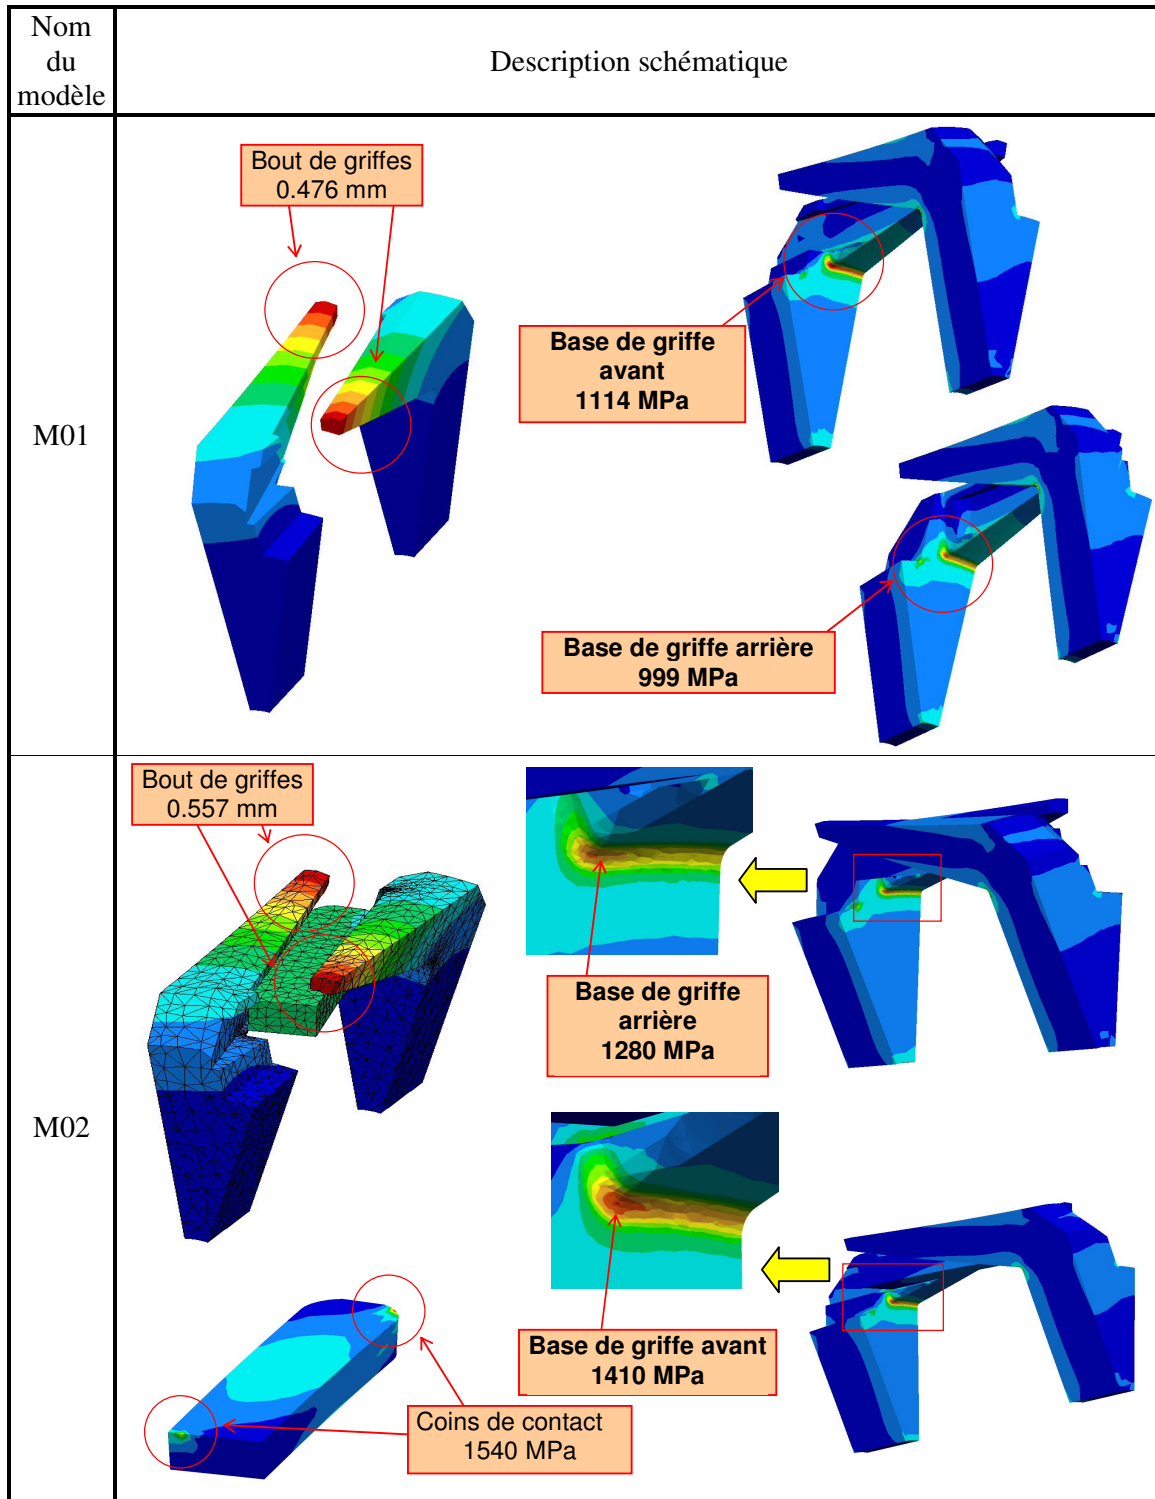 Nom
du
modèle
Description schématique
M01
Bout de griffes
0.476 mm
Base de griffe
avant
1114 MPa
Base de griffe arrière
999 MPa
M02
Bout de griffes
0.557 mm
Base de griffe
arrière
1280 MPa
Base de griffe avant
1410 MPa
Coins de contact
1540 MPa